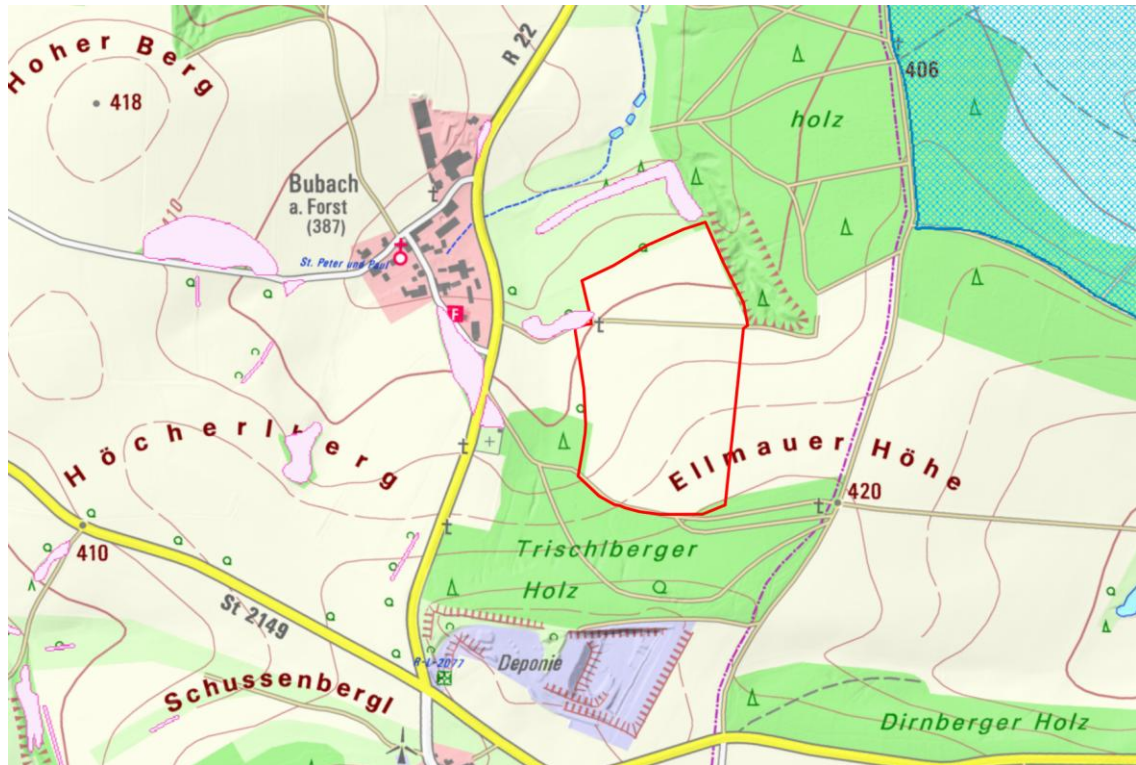 Hoher Berg
418
R 22
406
holz
Bubach
a. Forst
(387)
St. Peter und Paul
F
Höcherlberg
Ellmauer Höhe
420
410
Trischlberger
Holz
St 2149
R-L-2077
Deponie
Schussenbergl
Dirnberger Holz